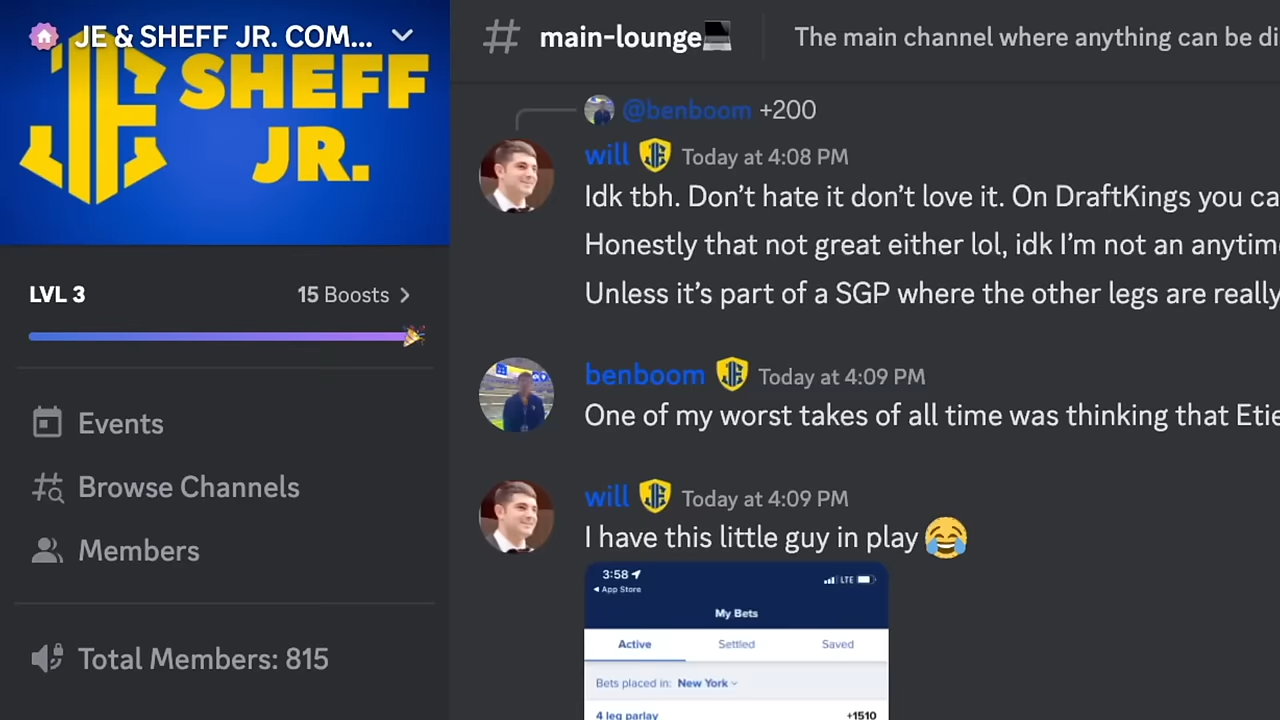 JE & SHEFF JR. COM...
JE SHEFF
JR.
LVL 3
15 Boosts
Events
Browse Channels
Members
Total Members: 815
# main-lounge💻
The main channel where anything can be di
@benboom +200
will JE Today at 4:08 PM
Idk tbh. Don’t hate it don’t love it. On DraftKings you ca
Honestly that not great either lol, idk I’m not an anytim
Unless it’s part of a SGP where the other legs are really
benboom JE Today at 4:09 PM
One of my worst takes of all time was thinking that Etie
will JE Today at 4:09 PM
I have this little guy in play 😂
3:58 LTE
App Store
My Bets
Active Settled Saved
Bets placed in: New York
4 leg parlay +1510